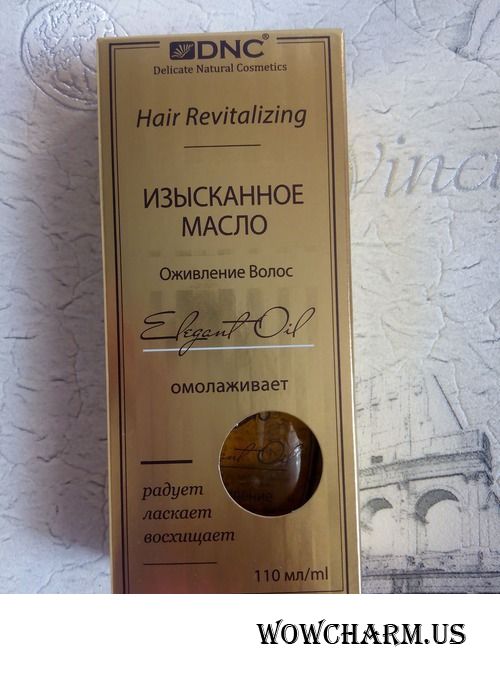 DNC®
Delicate Natural Cosmetics
Hair Revitalizing
ИЗЫСКАННОЕ
МАСЛО
Оживление Волос
Elegant Oil
омолаживает
радует
ласкает
восхищает
110 мл/ml
WOWCHARM.US